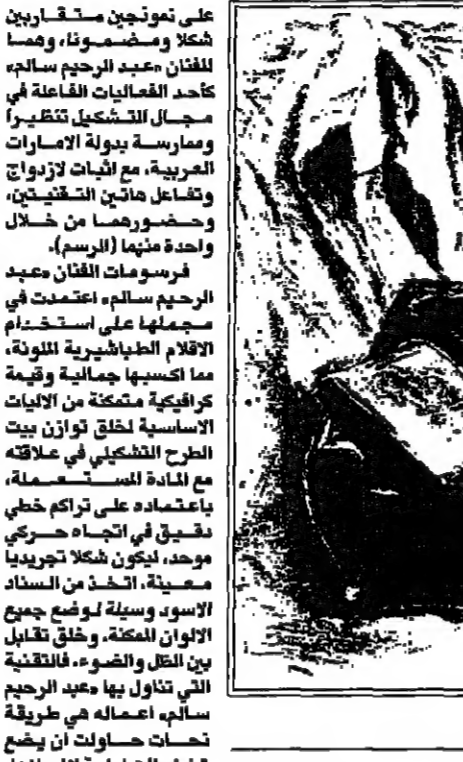 على نموذجين متقاربين
شكلا ومضمونا، وهما
للفنان «عبد الرحيم سالم»
كأحد الفعاليات الفاعلة في
مجال التشكيل تنظيراً
وممارسة بدولة الامارات
العربية، مع اثبات لازدواج
وتفاعل هاتين التقنيتين،
وحضورهما من خلال
واحدة منهما (الرسم).
فرسومات الفنان «عبد
الرحيم سالم» اعتمدت في
مجملها على استخدام
الاقلام الطباشيرية الملونة،
مما اكسبها جمالية وقيمة
كرافيكية متمكنة من الاليات
الاساسية لخلق توازن بيت
الطرح التشكيلي في علاقته
مع المادة المستعملة،
باعتماده على تراكم خطي
دقيق في اتجاه حركي
موحد، ليكون شكلا تجريديا
معينة، اتخذ من السناد
الاسود وسيلة لوضع جميع
الالوان الممكنة، وخلق تقابل
بين الظل والضوء، فالتقنية
التي تناول بها «عبد الرحيم
سالم» اعماله هي طريقة
نحات حاولت ان يضع